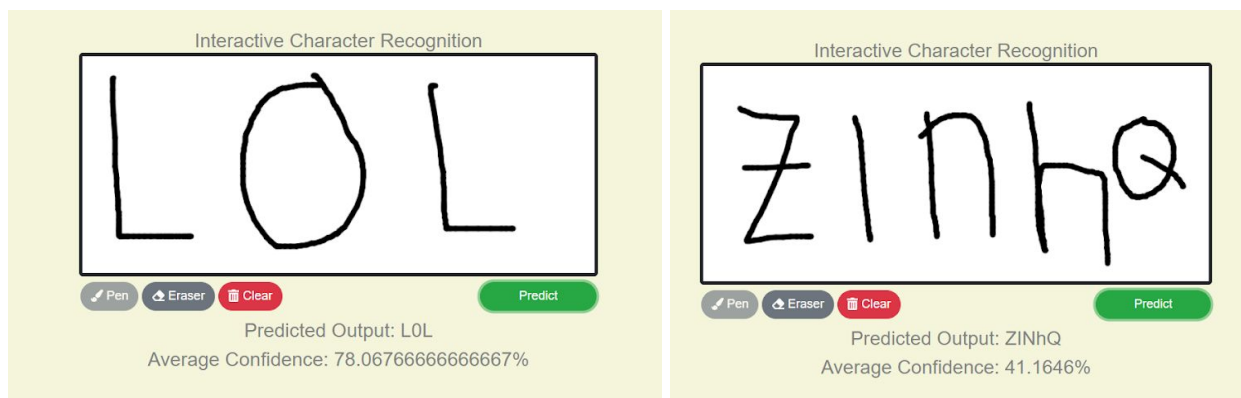 Interactive Character Recognition
LOL
Pen Eraser Clear Predict
Predicted Output: L0L
Average Confidence: 78.06766666666667%
Interactive Character Recognition
ZInhQ
Pen Eraser Clear Predict
Predicted Output: ZINhQ
Average Confidence: 41.1646%